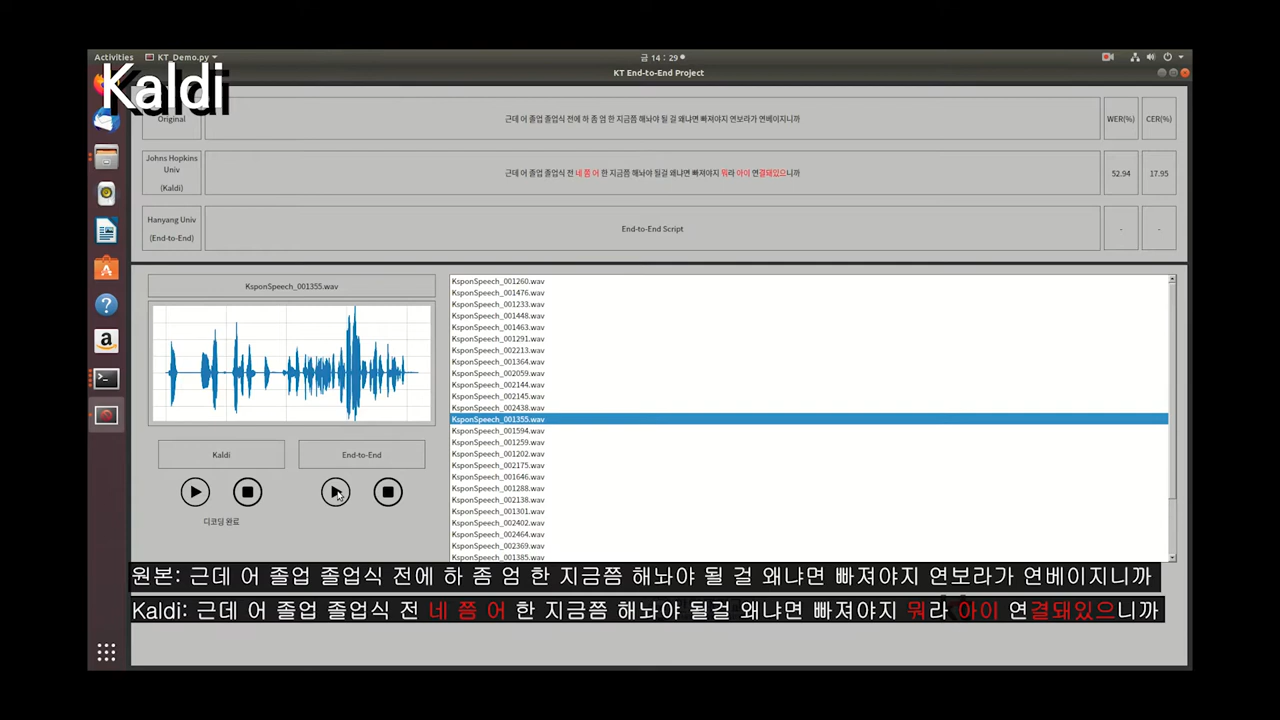 Activities
KT_Demo.py
금 14 : 29
KT End-to-End Project
Kaldi
Original
근데 어 졸업 졸업식 전에 하 좀 엄 한 지금쯤 해놔야 될 걸 왜냐면 빠져야지 연보라가 연베이지니까
WER(%)
CER(%)
Johns Hopkins
Univ
(Kaldi)
근데 어 졸업 졸업식 전 네 쯤 어 한 지금쯤 해놔야 될걸 왜냐면 빠져야지 뭐라 아이 연결돼있으니까
52.94
17.95
Hanyang Univ
(End-to-End)
End-to-End Script
-
-
KsponSpeech_001355.wav
KsponSpeech_001260.wav
KsponSpeech_001476.wav
KsponSpeech_001233.wav
KsponSpeech_001448.wav
KsponSpeech_001463.wav
KsponSpeech_001291.wav
KsponSpeech_002213.wav
KsponSpeech_001364.wav
KsponSpeech_002059.wav
KsponSpeech_002144.wav
KsponSpeech_002145.wav
KsponSpeech_002438.wav
KsponSpeech_001355.wav
KsponSpeech_001594.wav
KsponSpeech_001259.wav
KsponSpeech_001202.wav
KsponSpeech_002175.wav
KsponSpeech_001646.wav
KsponSpeech_001288.wav
KsponSpeech_002138.wav
KsponSpeech_001301.wav
KsponSpeech_002402.wav
KsponSpeech_002464.wav
KsponSpeech_002369.wav
KsponSpeech_001385.wav
Kaldi
End-to-End
디코딩 완료
원본: 근데 어 졸업 졸업식 전에 하 좀 엄 한 지금쯤 해놔야 될 걸 왜냐면 빠져야지 연보라가 연베이지니까
Kaldi: 근데 어 졸업 졸업식 전 네 쯤 어 한 지금쯤 해놔야 될걸 왜냐면 빠져야지 뭐라 아이 연결돼있으니까